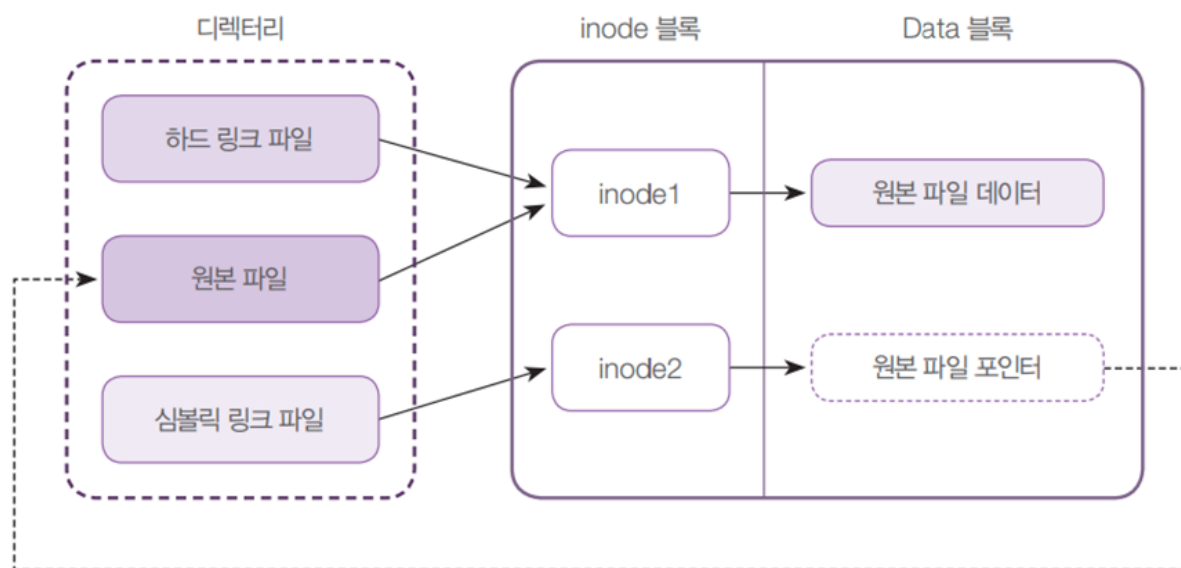 디렉터리
inode 블록
Data 블록
하드 링크 파일
inode1
원본 파일 데이터
원본 파일
inode2
원본 파일 포인터
심볼릭 링크 파일